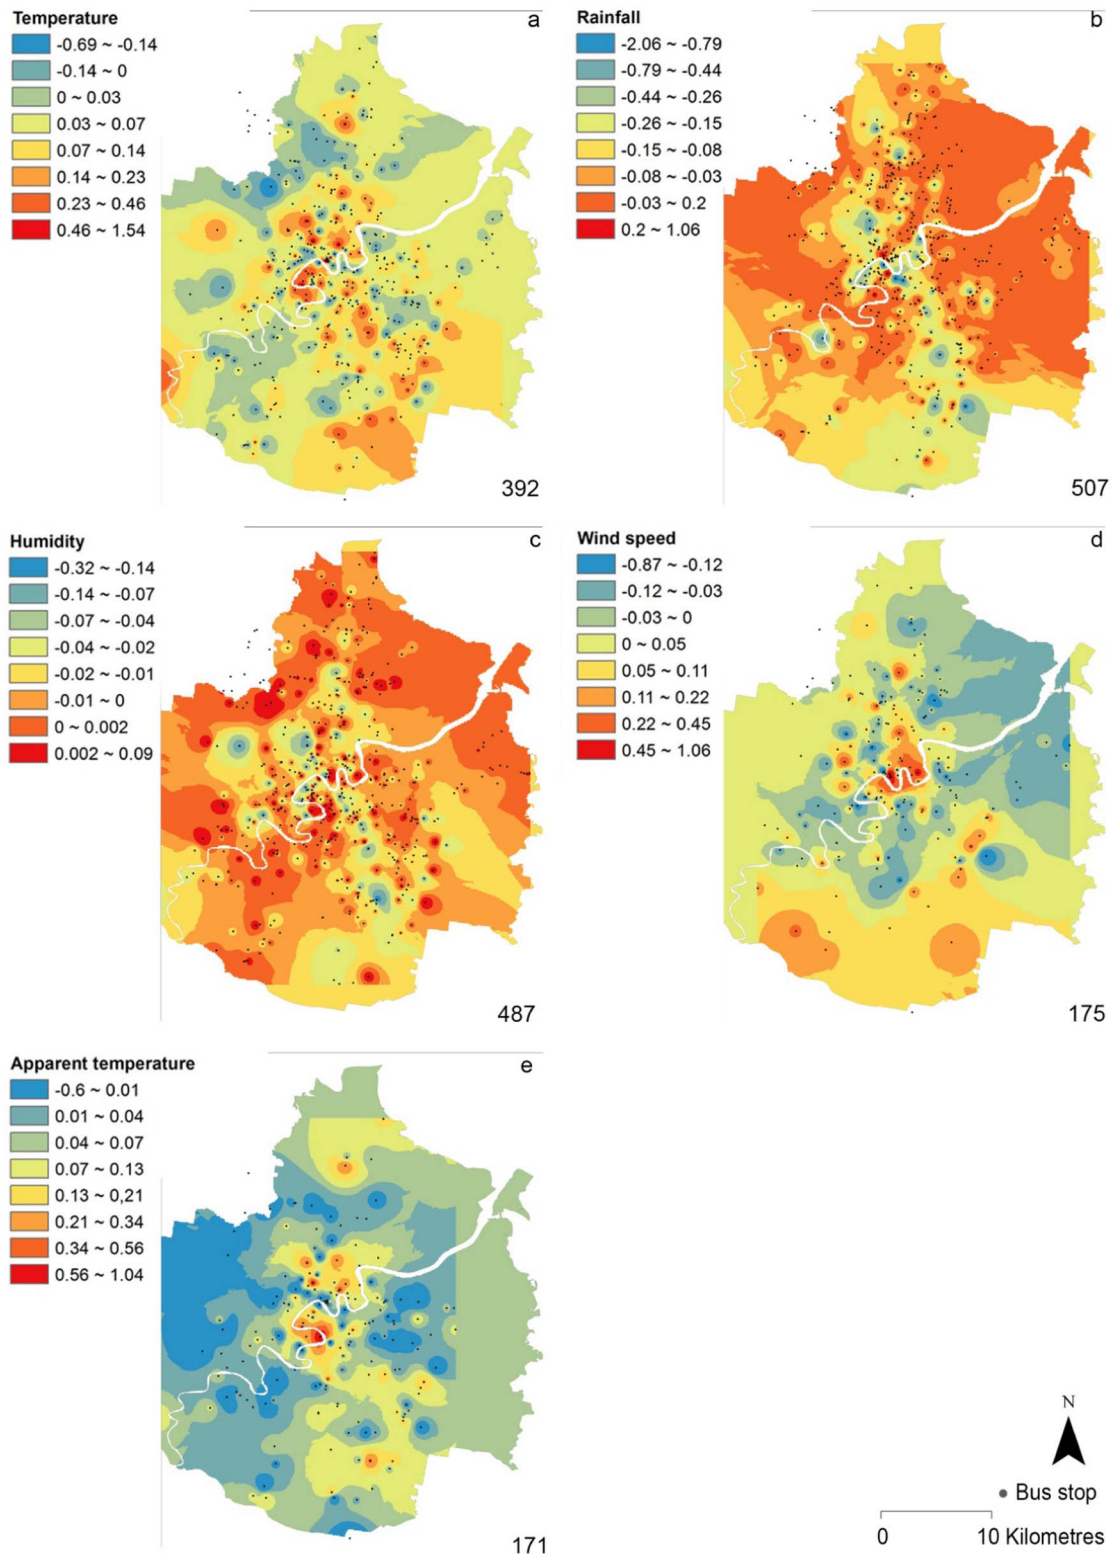 Temperature
-0.69 ~ -0.14
-0.14 ~ 0
0 ~ 0.03
0.03 ~ 0.07
0.07 ~ 0.14
0.14 ~ 0.23
0.23 ~ 0.46
0.46 ~ 1.54
a
392
Rainfall
-2.06 ~ -0.79
-0.79 ~ -0.44
-0.44 ~ -0.26
-0.26 ~ -0.15
-0.15 ~ -0.08
-0.08 ~ -0.03
-0.03 ~ 0.2
0.2 ~ 1.06
b
507
Humidity
-0.32 ~ -0.14
-0.14 ~ -0.07
-0.07 ~ -0.04
-0.04 ~ -0.02
-0.02 ~ -0.01
-0.01 ~ 0
0 ~ 0.002
0.002 ~ 0.09
c
487
Wind speed
-0.87 ~ -0.12
-0.12 ~ -0.03
-0.03 ~ 0
0 ~ 0.05
0.05 ~ 0.11
0.11 ~ 0.22
0.22 ~ 0.45
0.45 ~ 1.06
d
175
Apparent temperature
-0.6 ~ 0.01
0.01 ~ 0.04
0.04 ~ 0.07
0.07 ~ 0.13
0.13 ~ 0,21
0.21 ~ 0.34
0.34 ~ 0.56
0.56 ~ 1.04
e
171
N
Bus stop
0 10 Kilometres